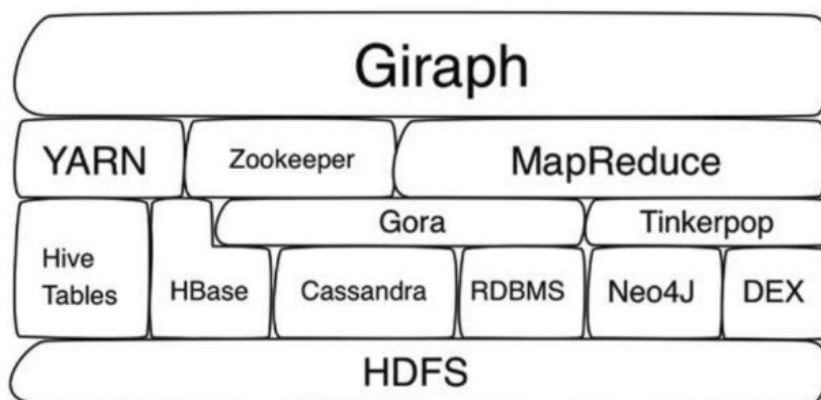 Giraph
YARN Zookeeper MapReduce
Gora Tinkerpop
Hive
Tables HBase Cassandra RDBMS Neo4J DEX
HDFS